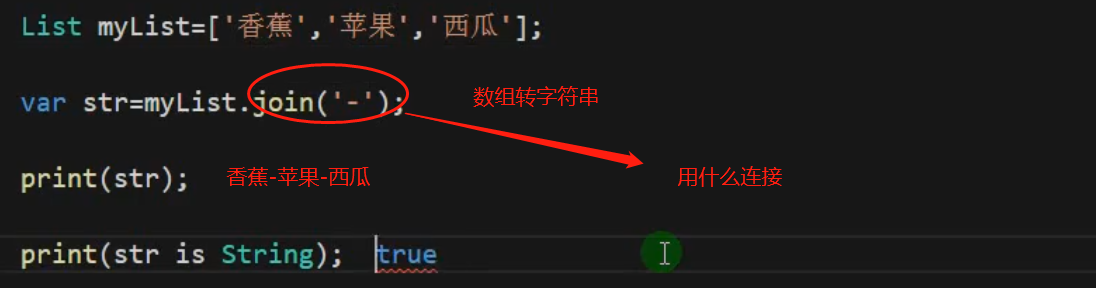 List myList=['香蕉','苹果','西瓜'];
var str=myList.join('-'); 数组转字符串
print(str); 香蕉-苹果-西瓜 用什么连接
print(str is String); true